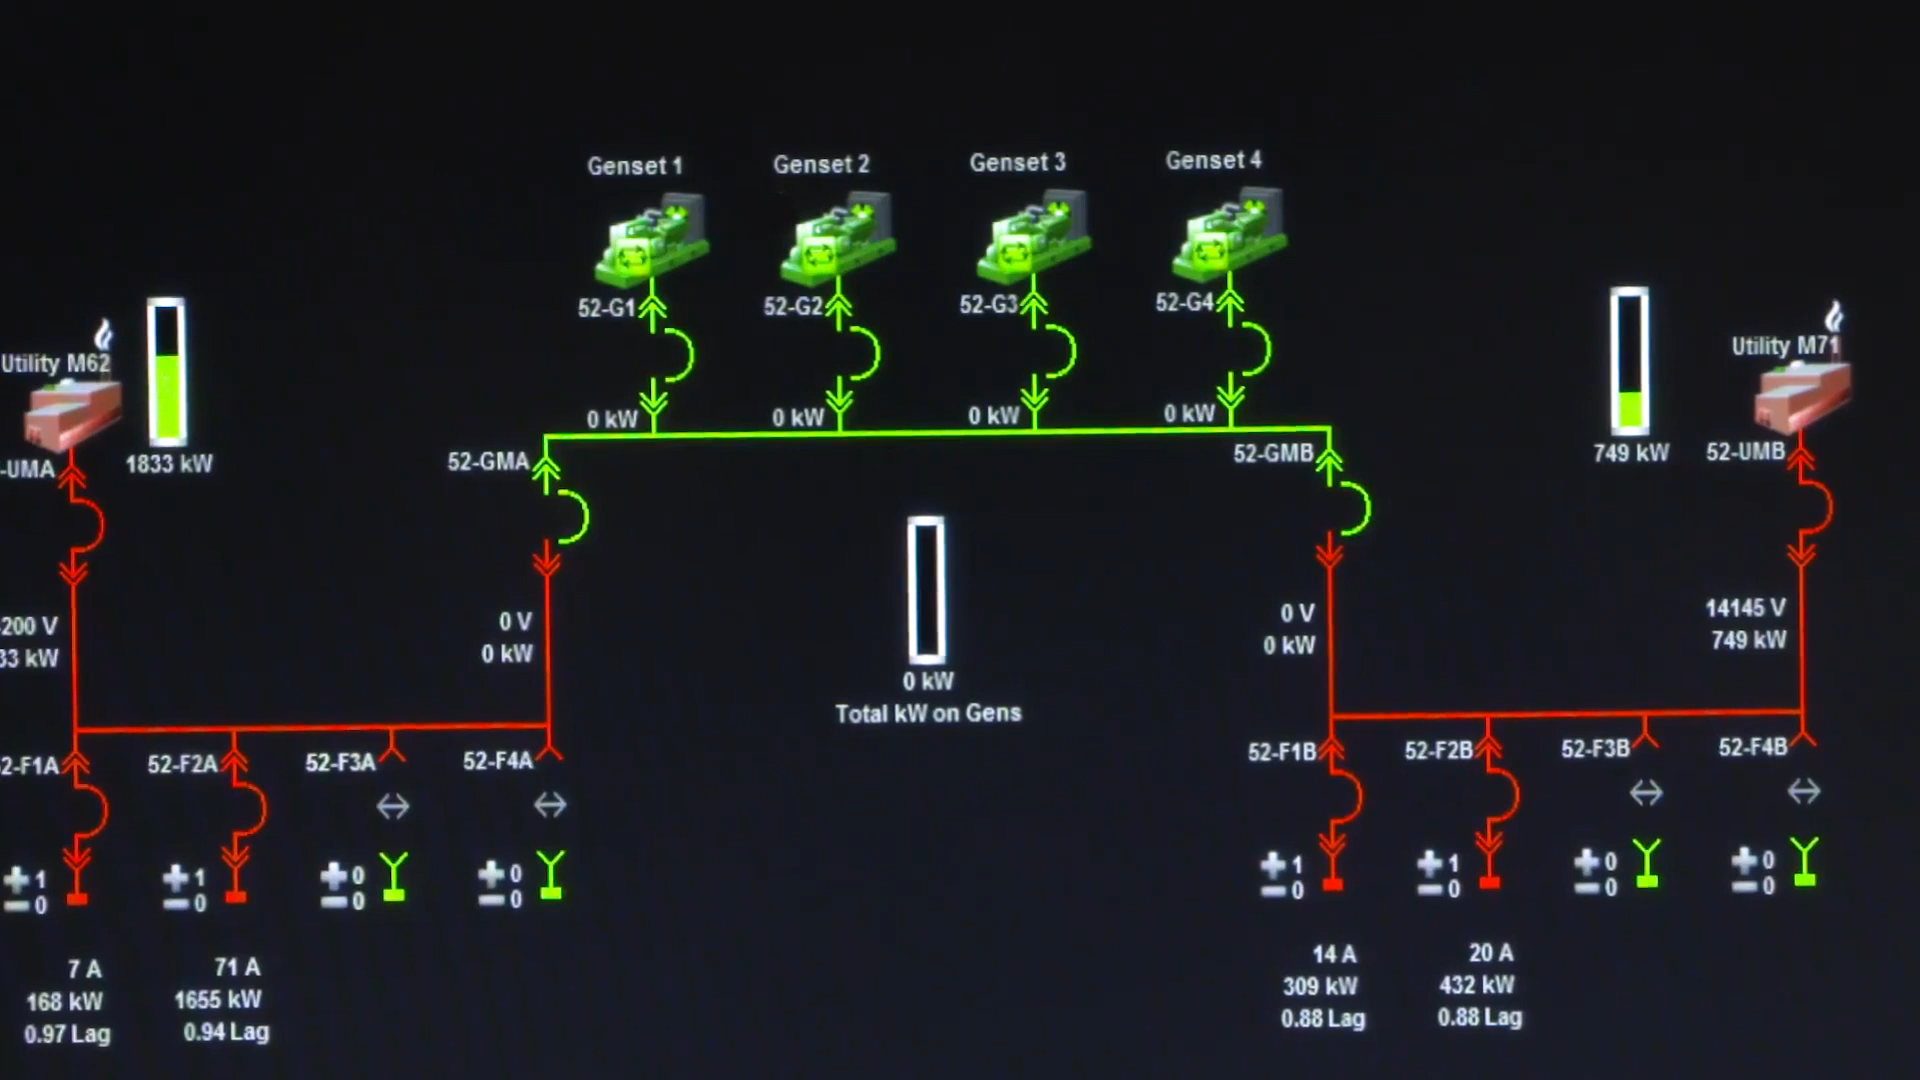 Genset 1
Genset 2
Genset 3
Genset 4
52-G1
52-G2
52-G3
52-G4
Utility M62
Utility M71
0 kW
0 kW
0 kW
0 kW
-UMA
1833 kW
52-GMA
52-GMB
749 kW
52-UMB
200 V
33 kW
0 V
0 kW
0 kW
Total kW on Gens
0 V
0 kW
14145 V
749 kW
2-F1A
52-F2A
52-F3A
52-F4A
52-F1B
52-F2B
52-F3B
52-F4B
+1
-0
+1
-0
+0
-0
+0
-0
+1
-0
+1
-0
+0
-0
+0
-0
7 A
168 kW
0.97 Lag
71 A
1655 kW
0.94 Lag
14 A
309 kW
0.88 Lag
20 A
432 kW
0.88 Lag